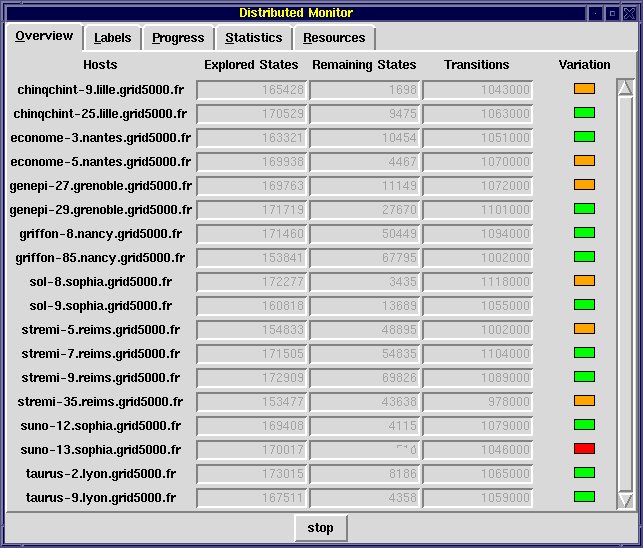 Distributed Monitor
Overview Labels Progress Statistics Resources
Hosts Explored States Remaining States Transitions Variation
chinqchint-9.lille.grid5000.fr 165428 1698 1043000
chinqchint-25.lille.grid5000.fr 170529 9475 1063000
econome-3.nantes.grid5000.fr 163321 10454 1051000
econome-5.nantes.grid5000.fr 169938 4467 1070000
genepi-27.grenoble.grid5000.fr 169763 11149 1072000
genepi-29.grenoble.grid5000.fr 171719 27670 1101000
griffon-8.nancy.grid5000.fr 171460 50449 1094000
griffon-85.nancy.grid5000.fr 153841 67795 1002000
sol-8.sophia.grid5000.fr 172277 3435 1118000
sol-9.sophia.grid5000.fr 160818 13689 1055000
stremi-5.reims.grid5000.fr 154833 48895 1002000
stremi-7.reims.grid5000.fr 171505 54835 1104000
stremi-9.reims.grid5000.fr 172909 69826 1089000
stremi-35.reims.grid5000.fr 153477 43638 978000
suno-12.sophia.grid5000.fr 169408 4115 1079000
suno-13.sophia.grid5000.fr 170017 1046000
taurus-2.lyon.grid5000.fr 173015 8186 1065000
taurus-9.lyon.grid5000.fr 167511 4358 1059000
stop